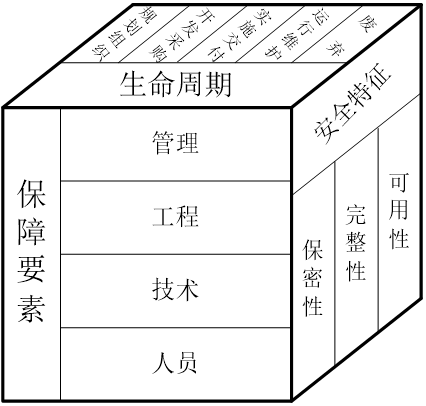 规划组织
开发采购
实施交付
运行维护
废弃
生命周期
安全特征
保障要素
管理
工程
技术
人员
保密性
完整性
可用性